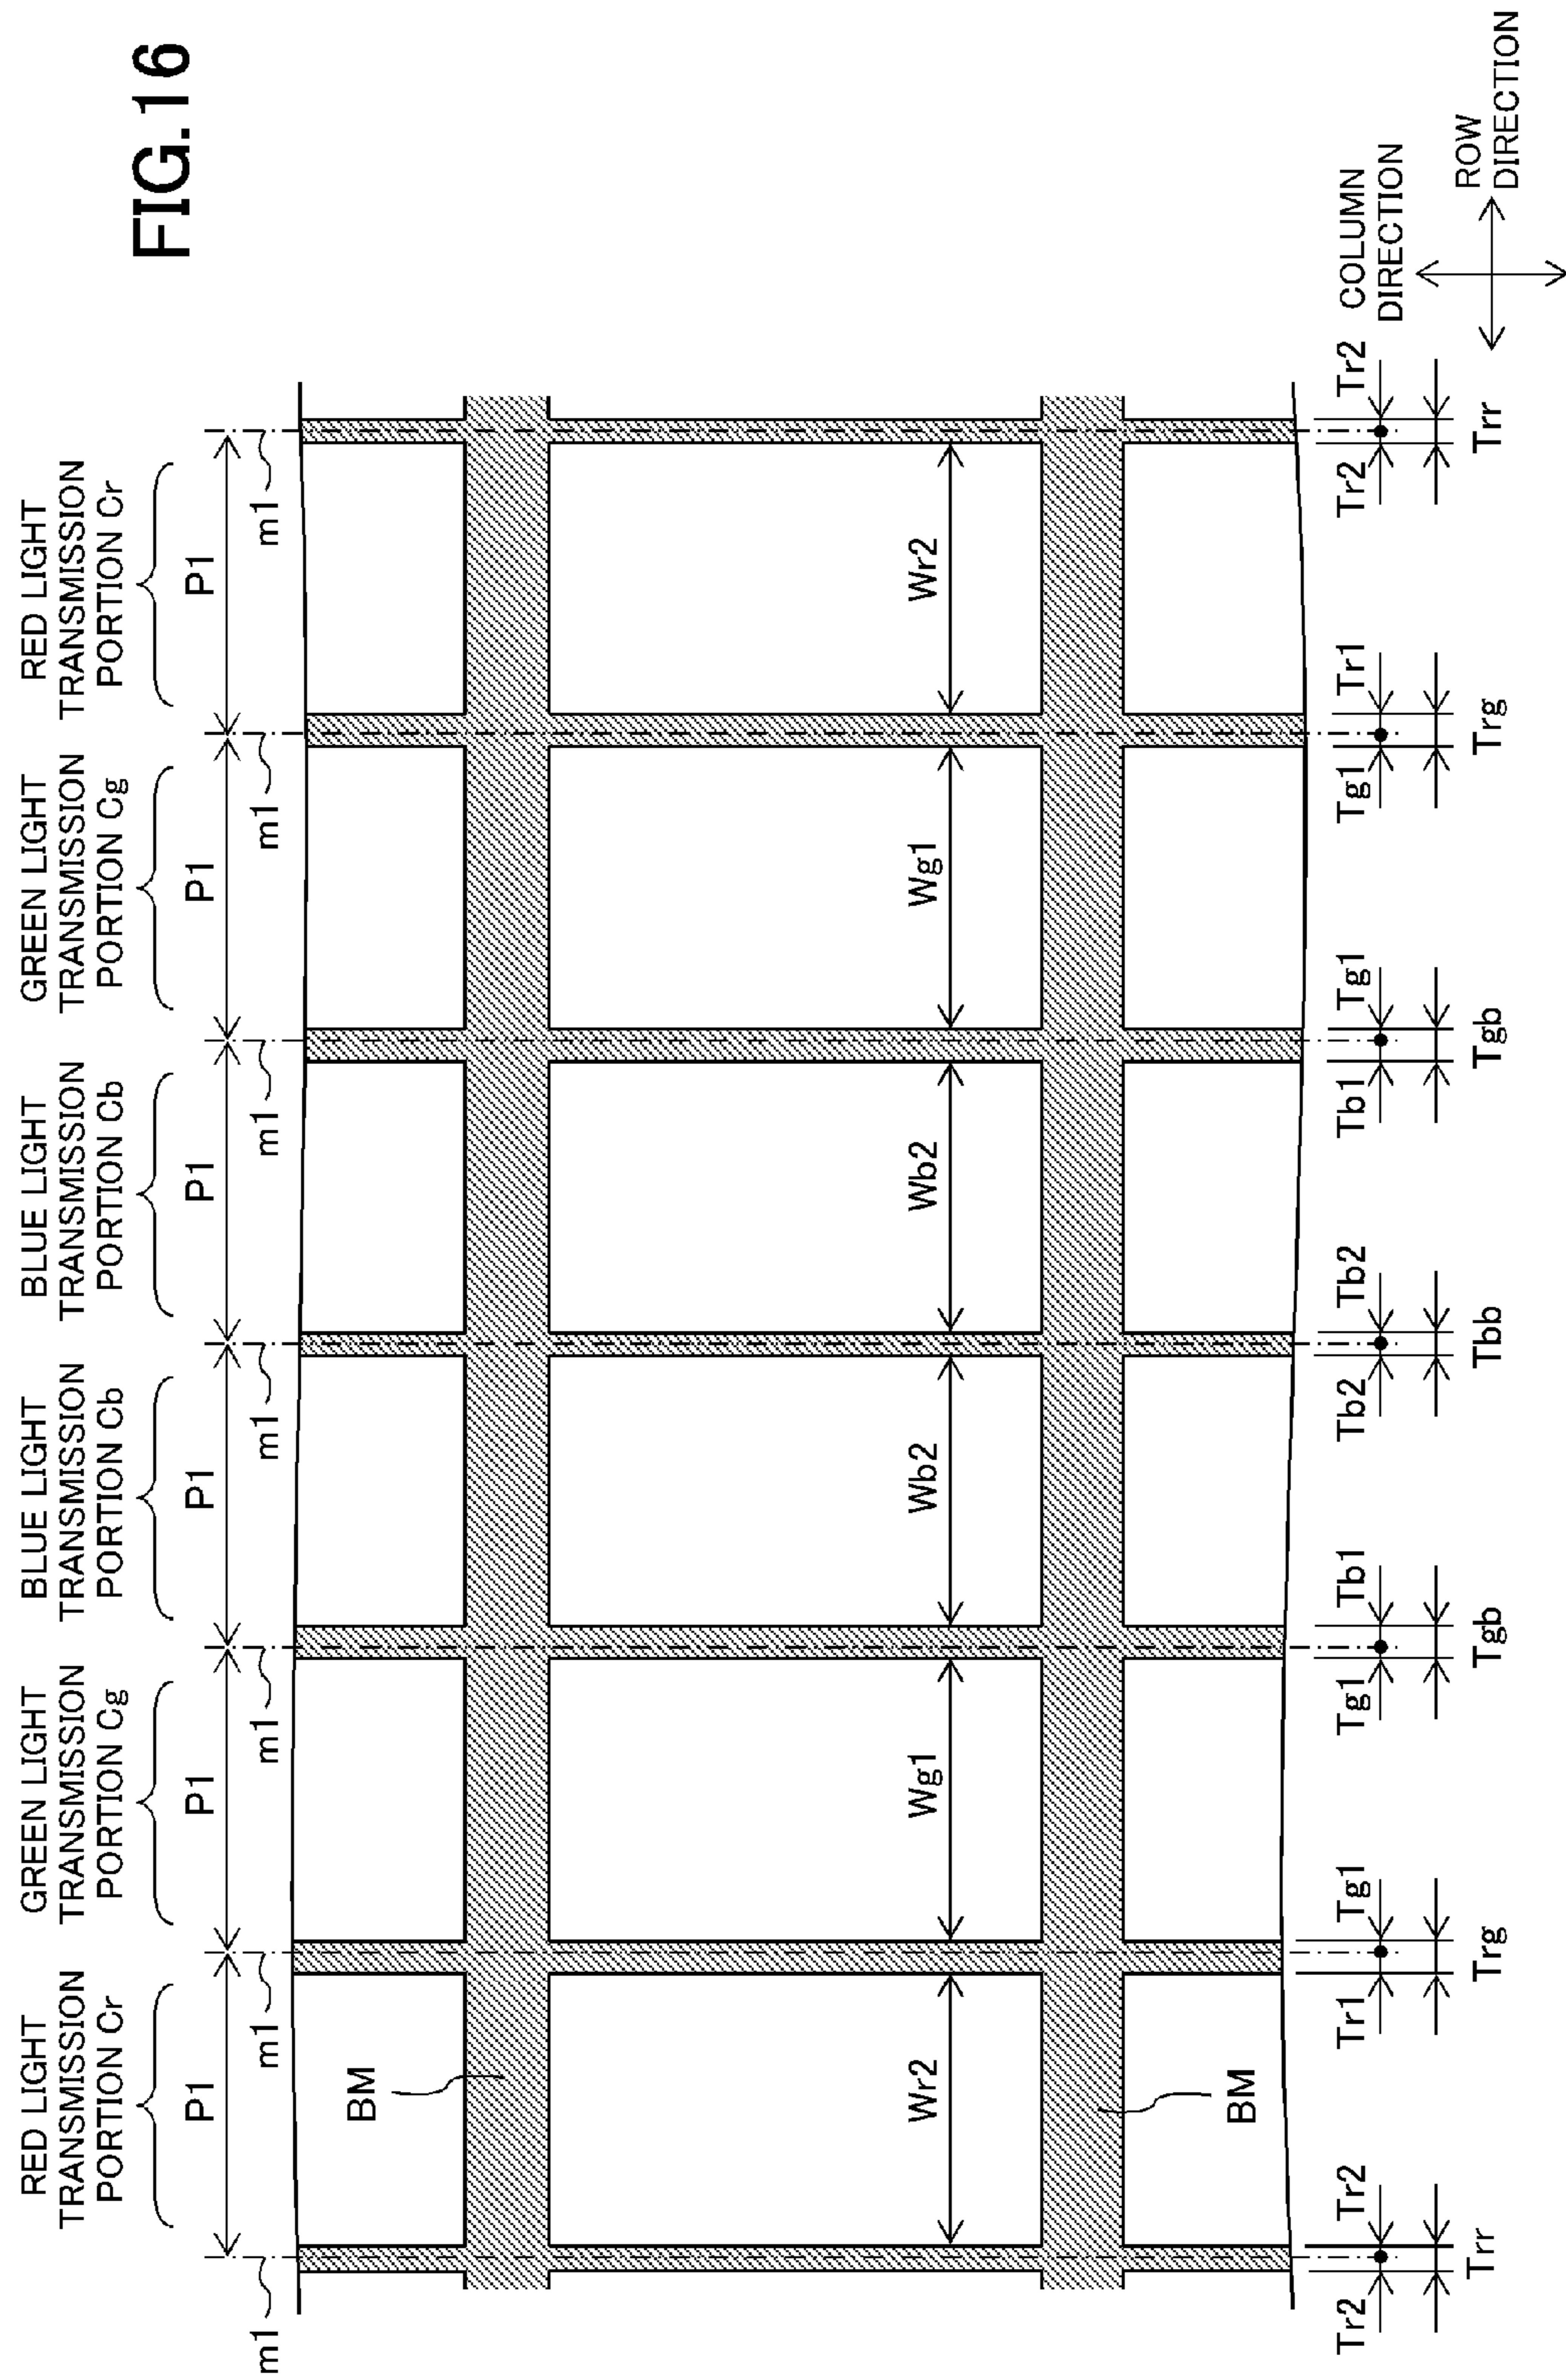 FIG.16
RED LIGHT
TRANSMISSION
PORTION Cr
GREEN LIGHT
TRANSMISSION
PORTION Cg
BLUE LIGHT
TRANSMISSION
PORTION Cb
BLUE LIGHT
TRANSMISSION
PORTION Cb
GREEN LIGHT
TRANSMISSION
PORTION Cg
RED LIGHT
TRANSMISSION
PORTION Cr
P1 P1 P1 P1 P1 P1
m1 m1 m1 m1 m1 m1 m1
BM
Wr2 Wg1 Wb2 Wb2 Wg1 Wr2
BM
Tr2 Tr2 Tr1 Tg1 Tg1 Tb1 Tb2 Tb2 Tb1 Tg1 Tg1 Tr1 Tr2 Tr2
Trr Trg Tgb Tbb Tgb Trg Trr
COLUMN
DIRECTION
ROW
DIRECTION